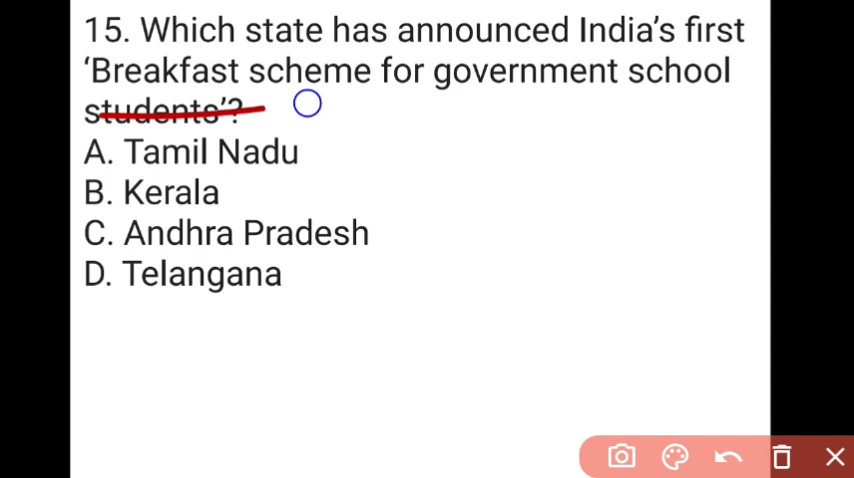 15. Which state has announced India's first
‘Breakfast scheme for government school
students’?
A. Tamil Nadu
B. Kerala
C. Andhra Pradesh
D. Telangana